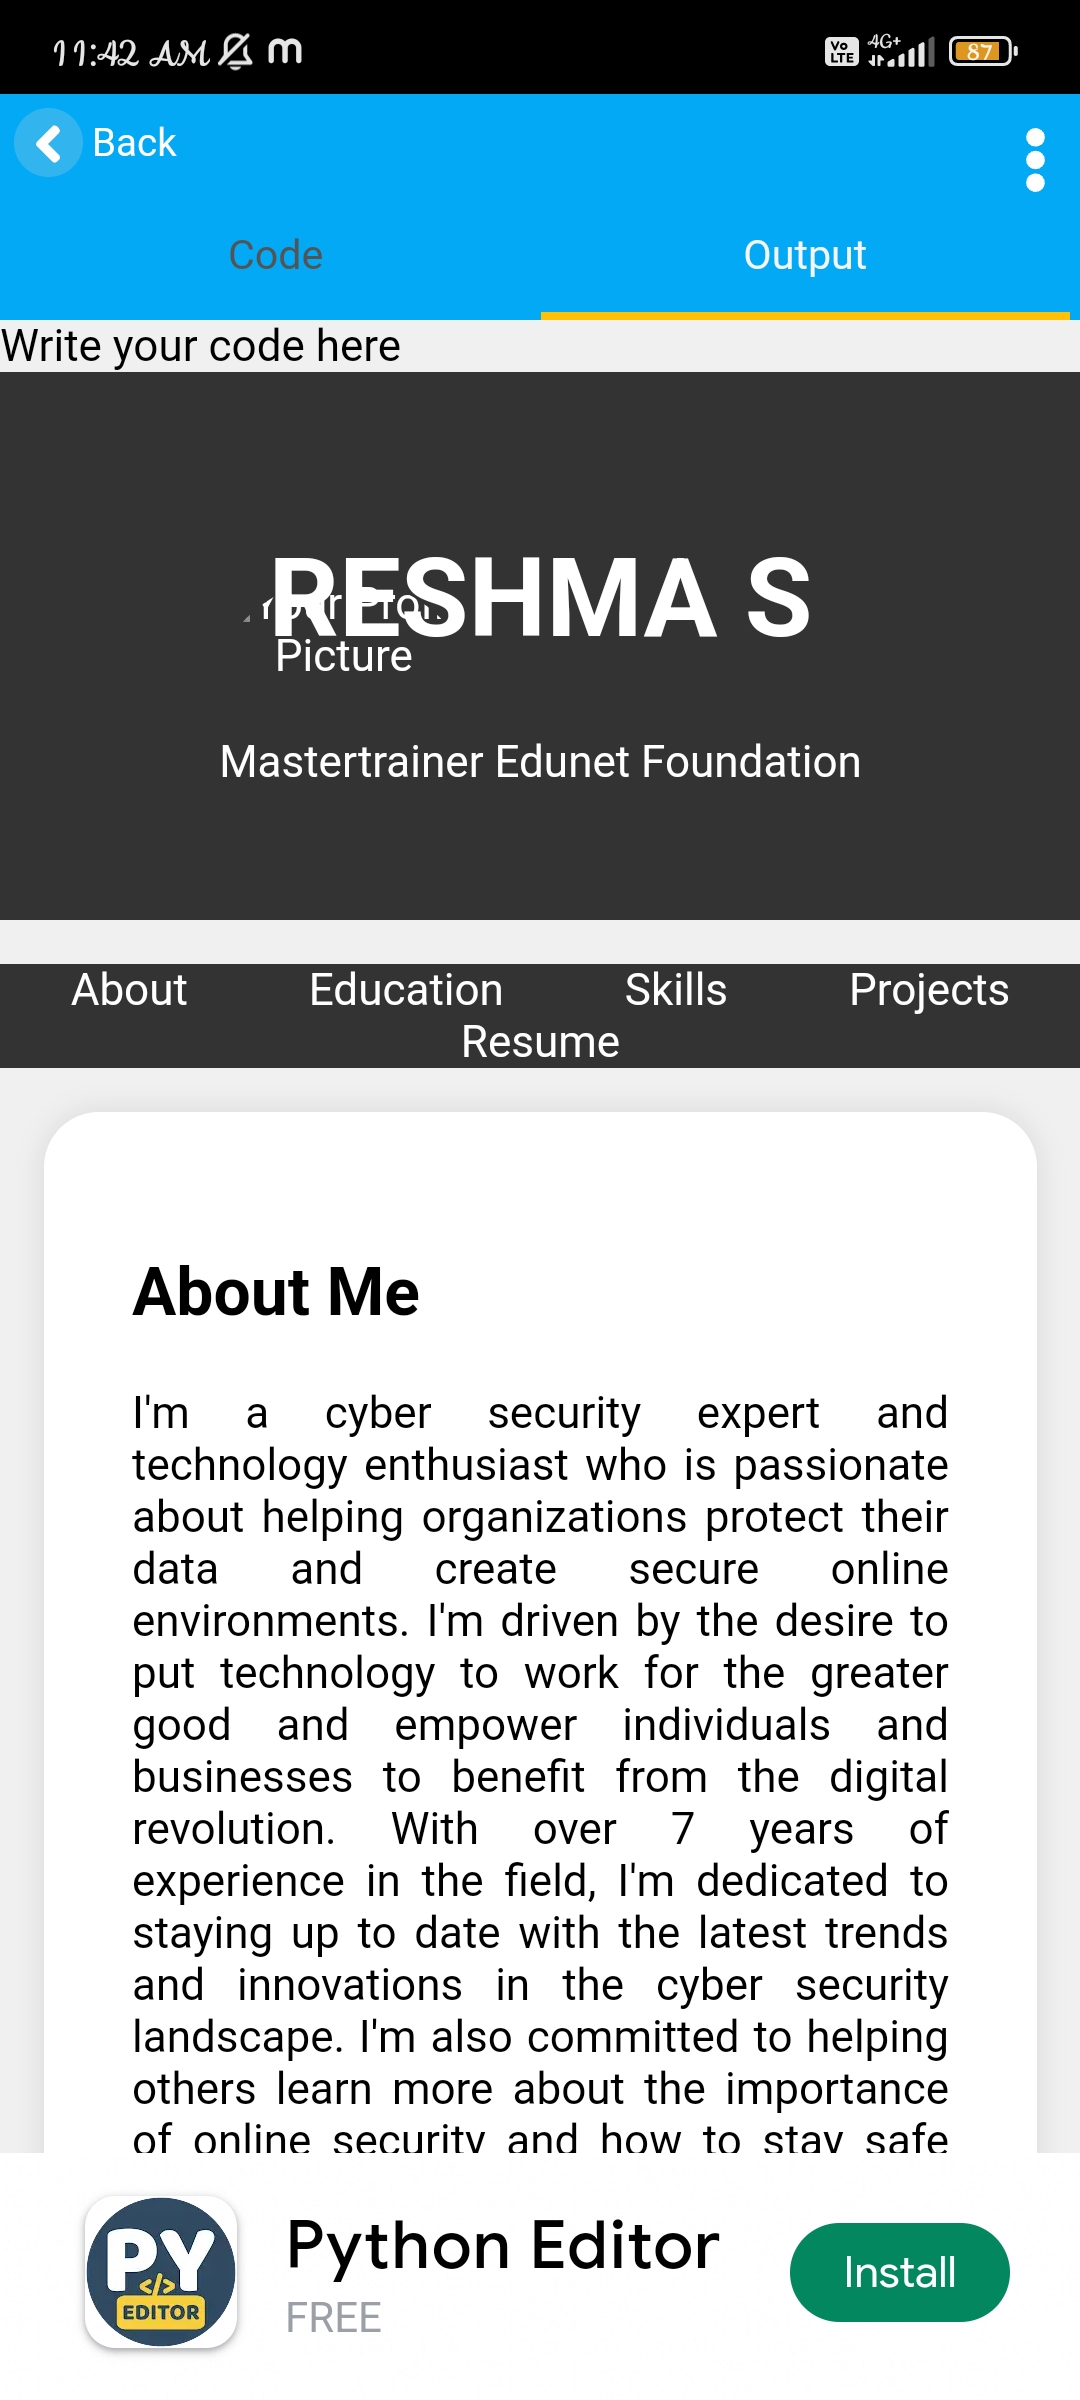 11:42 AM m Vo LTE 4G+ 87
Back
Code Output
Write your code here
RESHMA S
Picture
Mastertrainer Edunet Foundation
About Education Skills Projects
Resume
About Me
I'm a cyber security expert and
technology enthusiast who is passionate
about helping organizations protect their
data and create secure online
environments. I'm driven by the desire to
put technology to work for the greater
good and empower individuals and
businesses to benefit from the digital
revolution. With over 7 years of
experience in the field, I'm dedicated to
staying up to date with the latest trends
and innovations in the cyber security
landscape. I'm also committed to helping
others learn more about the importance
of online security and how to stay safe
PY
</>
EDITOR
Python Editor
FREE
Install